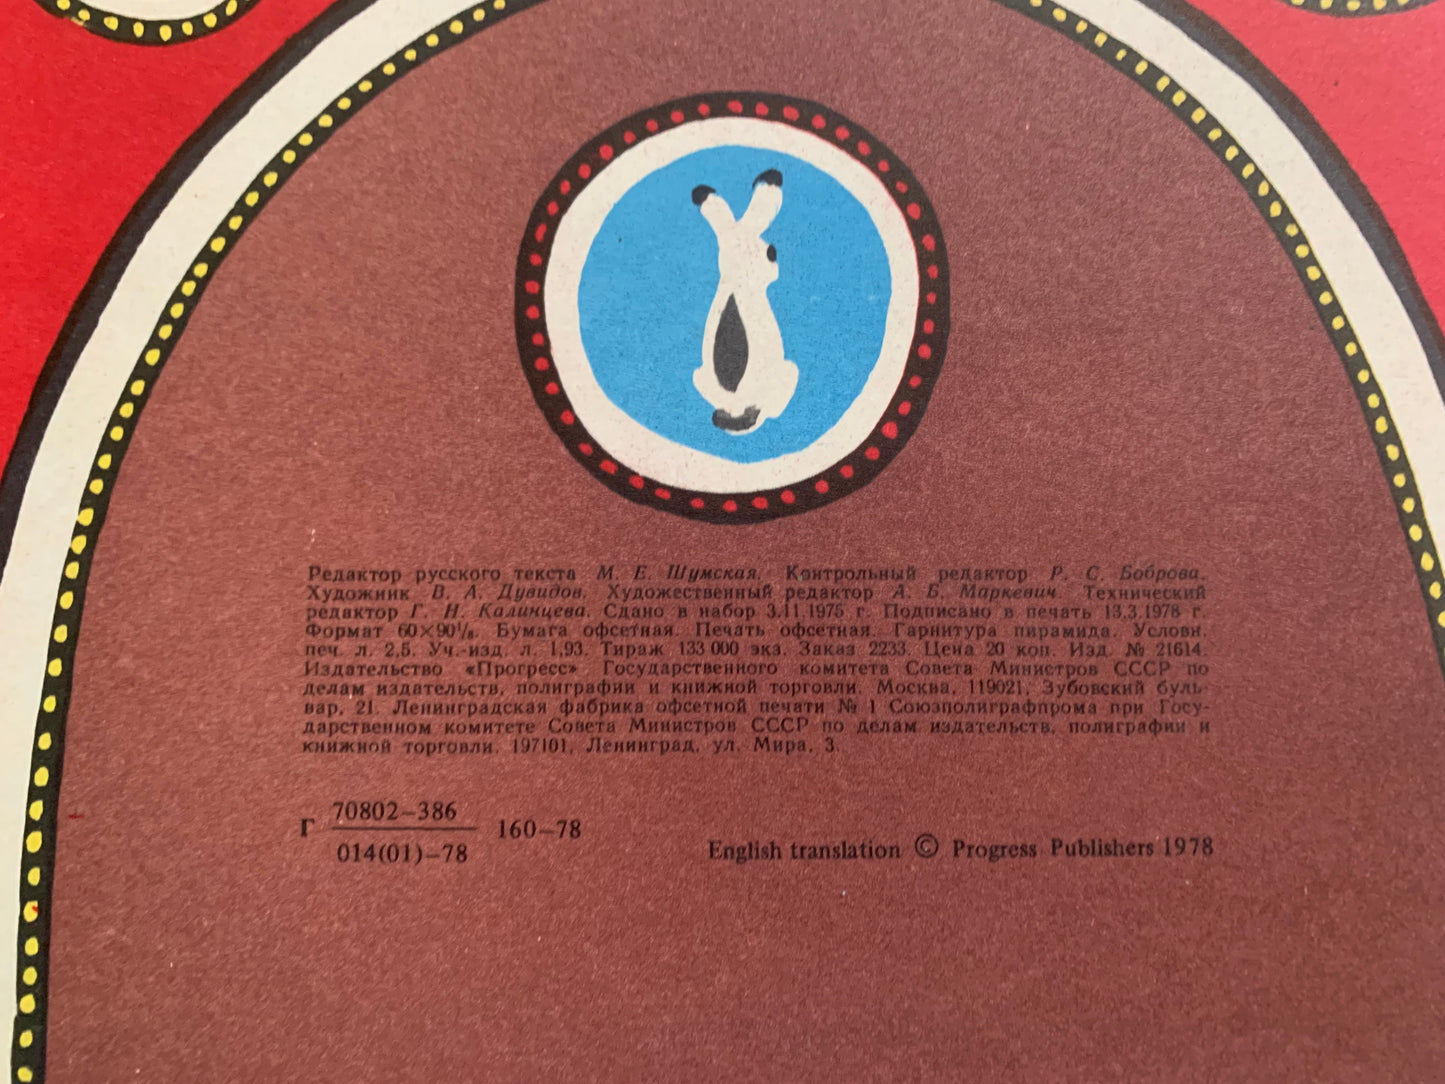 Редактор русского текста М. Е. Шумская. Контрольный редактор Р. С. Боброва.
Художник В. А. Дувидов. Художественный редактор А. Б. Маркевич. Технический
редактор Г. Н. Калинцева. Сдано в набор 3.11.1975 г. Подписано в печать 13.3.1978 г.
Формат 60×90¹/₈. Бумага офсетная. Печать офсетная. Гарнитура пирамида. Условн.
печ. л. 2,5. Уч.-изд. л. 1,93. Тираж 133 000 экз. Заказ 2233. Цена 20 коп. Изд. № 21614.
Издательство «Прогресс» Государственного комитета Совета Министров СССР по
делам издательств, полиграфии и книжной торговли. Москва, 119021, Зубовский буль-
вар, 21. Ленинградская фабрика офсетной печати № 1 Союзполиграфпрома при Госу-
дарственном комитете Совета Министров СССР по делам издательств, полиграфии и
книжной торговли. 197101, Ленинград, ул. Мира, 3.
70802–386
Г 160–78
014(01)–78
English translation © Progress Publishers 1978